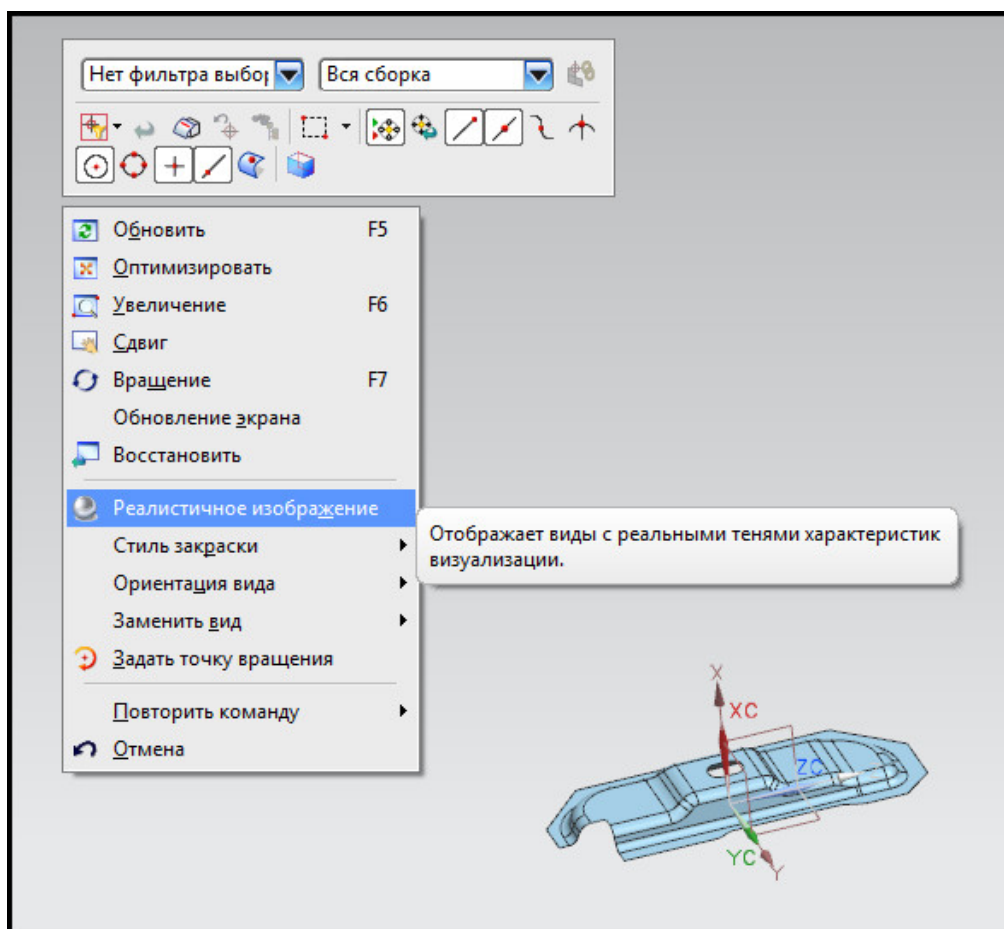 Нет фильтра выбор
Вся сборка
Обновить F5
Оптимизировать
Увеличение F6
Сдвиг
Вращение F7
Обновление экрана
Восстановить
Реалистичное изображение
Отображает виды с реальными тенями характеристик
визуализации.
Стиль закраски
Ориентация вида
Заменить вид
Задать точку вращения
Повторить команду
Отмена
X
XC
ZC
YC
Y